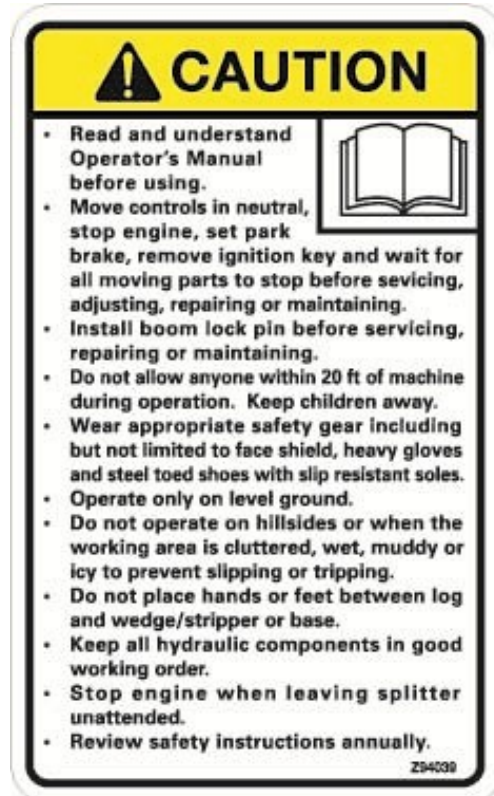 CAUTION
• Read and understand
Operator's Manual
before using.
• Move controls in neutral,
stop engine, set park
brake, remove ignition key and wait for
all moving parts to stop before sevicing,
adjusting, repairing or maintaining.
• Install boom lock pin before servicing,
repairing or maintaining.
• Do not allow anyone within 20 ft of machine
during operation. Keep children away.
• Wear appropriate safety gear including
but not limited to face shield, heavy gloves
and steel toed shoes with slip resistant soles.
• Operate only on level ground.
• Do not operate on hillsides or when the
working area is cluttered, wet, muddy or
icy to prevent slipping or tripping.
• Do not place hands or feet between log
and wedge/stripper or base.
• Keep all hydraulic components in good
working order.
• Stop engine when leaving splitter
unattended.
• Review safety instructions annually.
Z94039